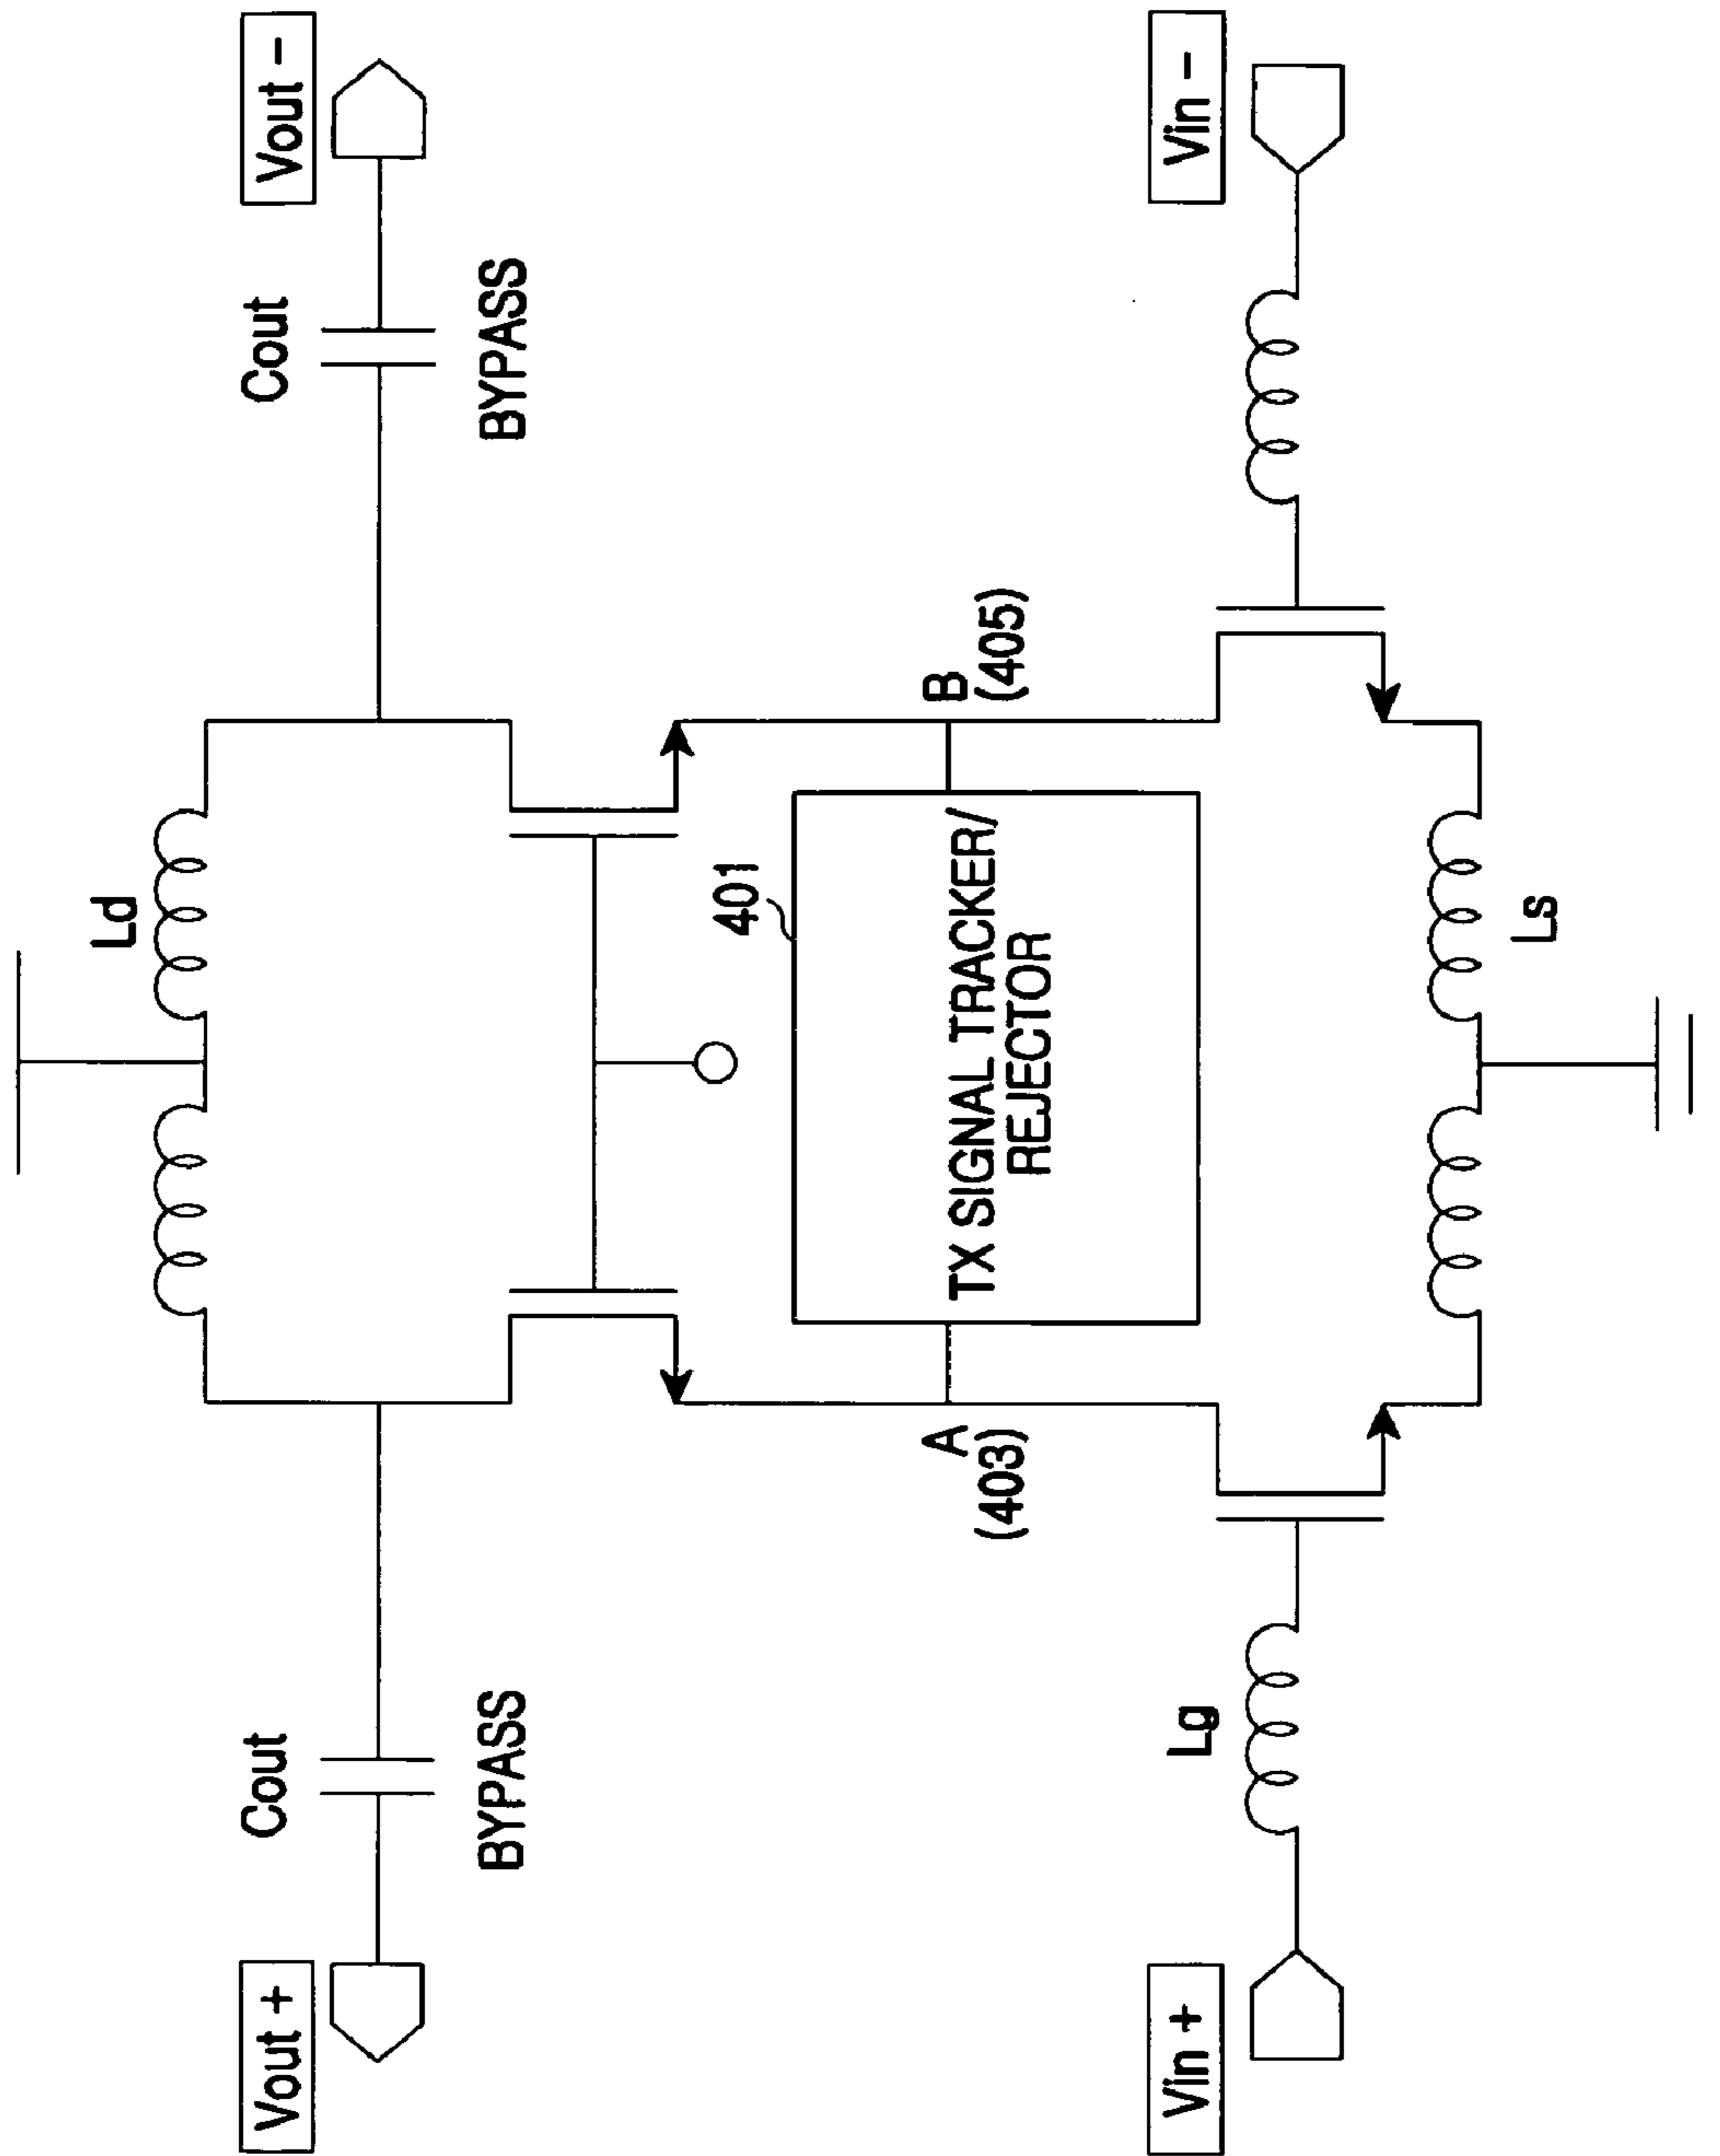 Ld
Vout +
Cout
Cout
Vout -
BYPASS
BYPASS
401
A
(403)
TX SIGNAL TRACKER/
REJECTOR
B
(405)
Vin +
Lg
Vin -
Ls